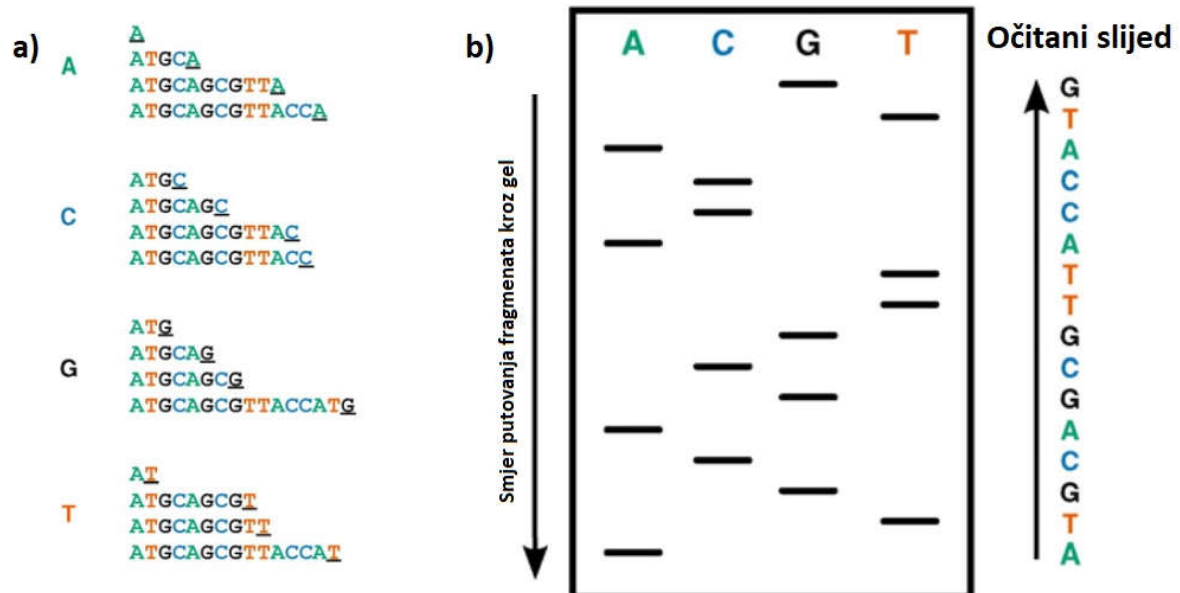 a)
A
A
ATGCA
ATGCAGCGTTA
ATGCAGCGTTACCA
C
ATGC
ATGCAGC
ATGCAGCGTTAC
ATGCAGCGTTACC
G
ATG
ATGCAG
ATGCAGCG
ATGCAGCGTTACCATG
T
AT
ATGCAGCGT
ATGCAGCGTT
ATGCAGCGTTACCAT
b)
Smjer putovanja fragmenata kroz gel
A C G T
Očitani slijed
G
T
A
C
C
A
T
T
G
C
G
A
C
G
T
A